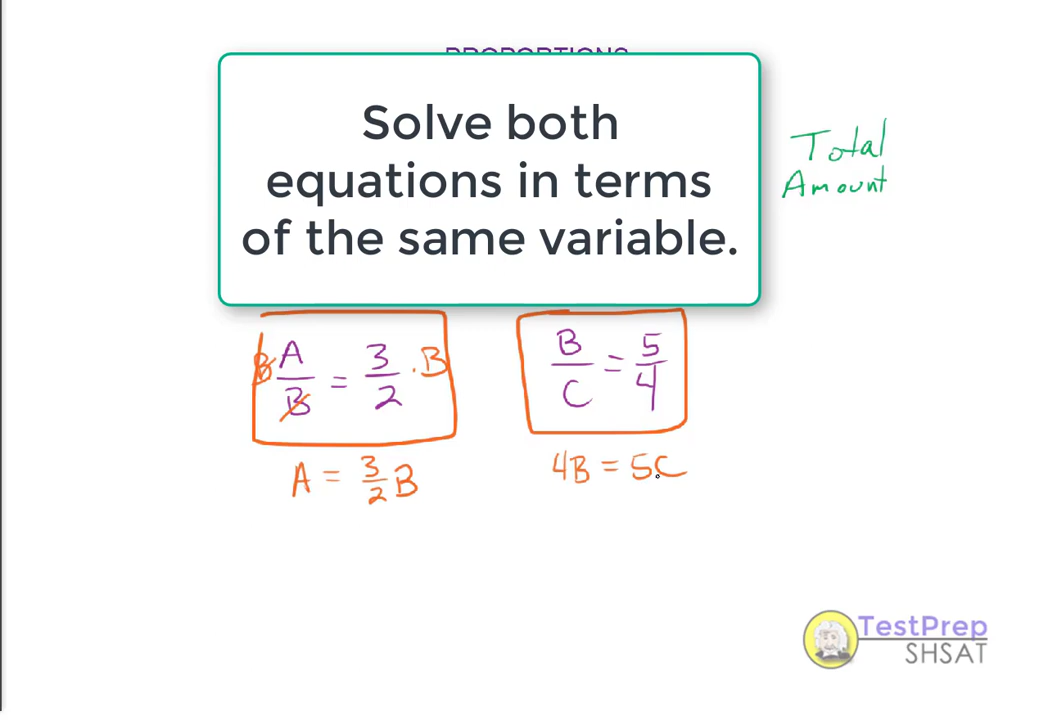 PROPORTIONS
Solve both
equations in terms
of the same variable.
Total
Amount
B A/B = 3/2 · B
B/C = 5/4
A = 3/2 B
4B = 5C
TestPrep
SHSAT